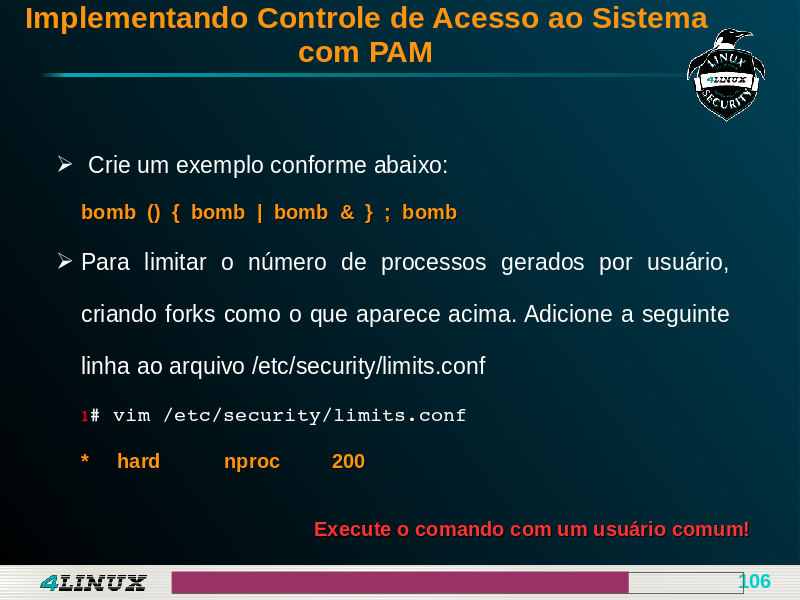 Implementando Controle de Acesso ao Sistema
com PAM
LINUX
4LINUX
SECURITY
Crie um exemplo conforme abaixo:
bomb () { bomb | bomb & } ; bomb
Para limitar o número de processos gerados por usuário,
criando forks como o que aparece acima. Adicione a seguinte
linha ao arquivo /etc/security/limits.conf
1# vim /etc/security/limits.conf
* hard nproc 200
Execute o comando com um usuário comum!
4LINUX
106